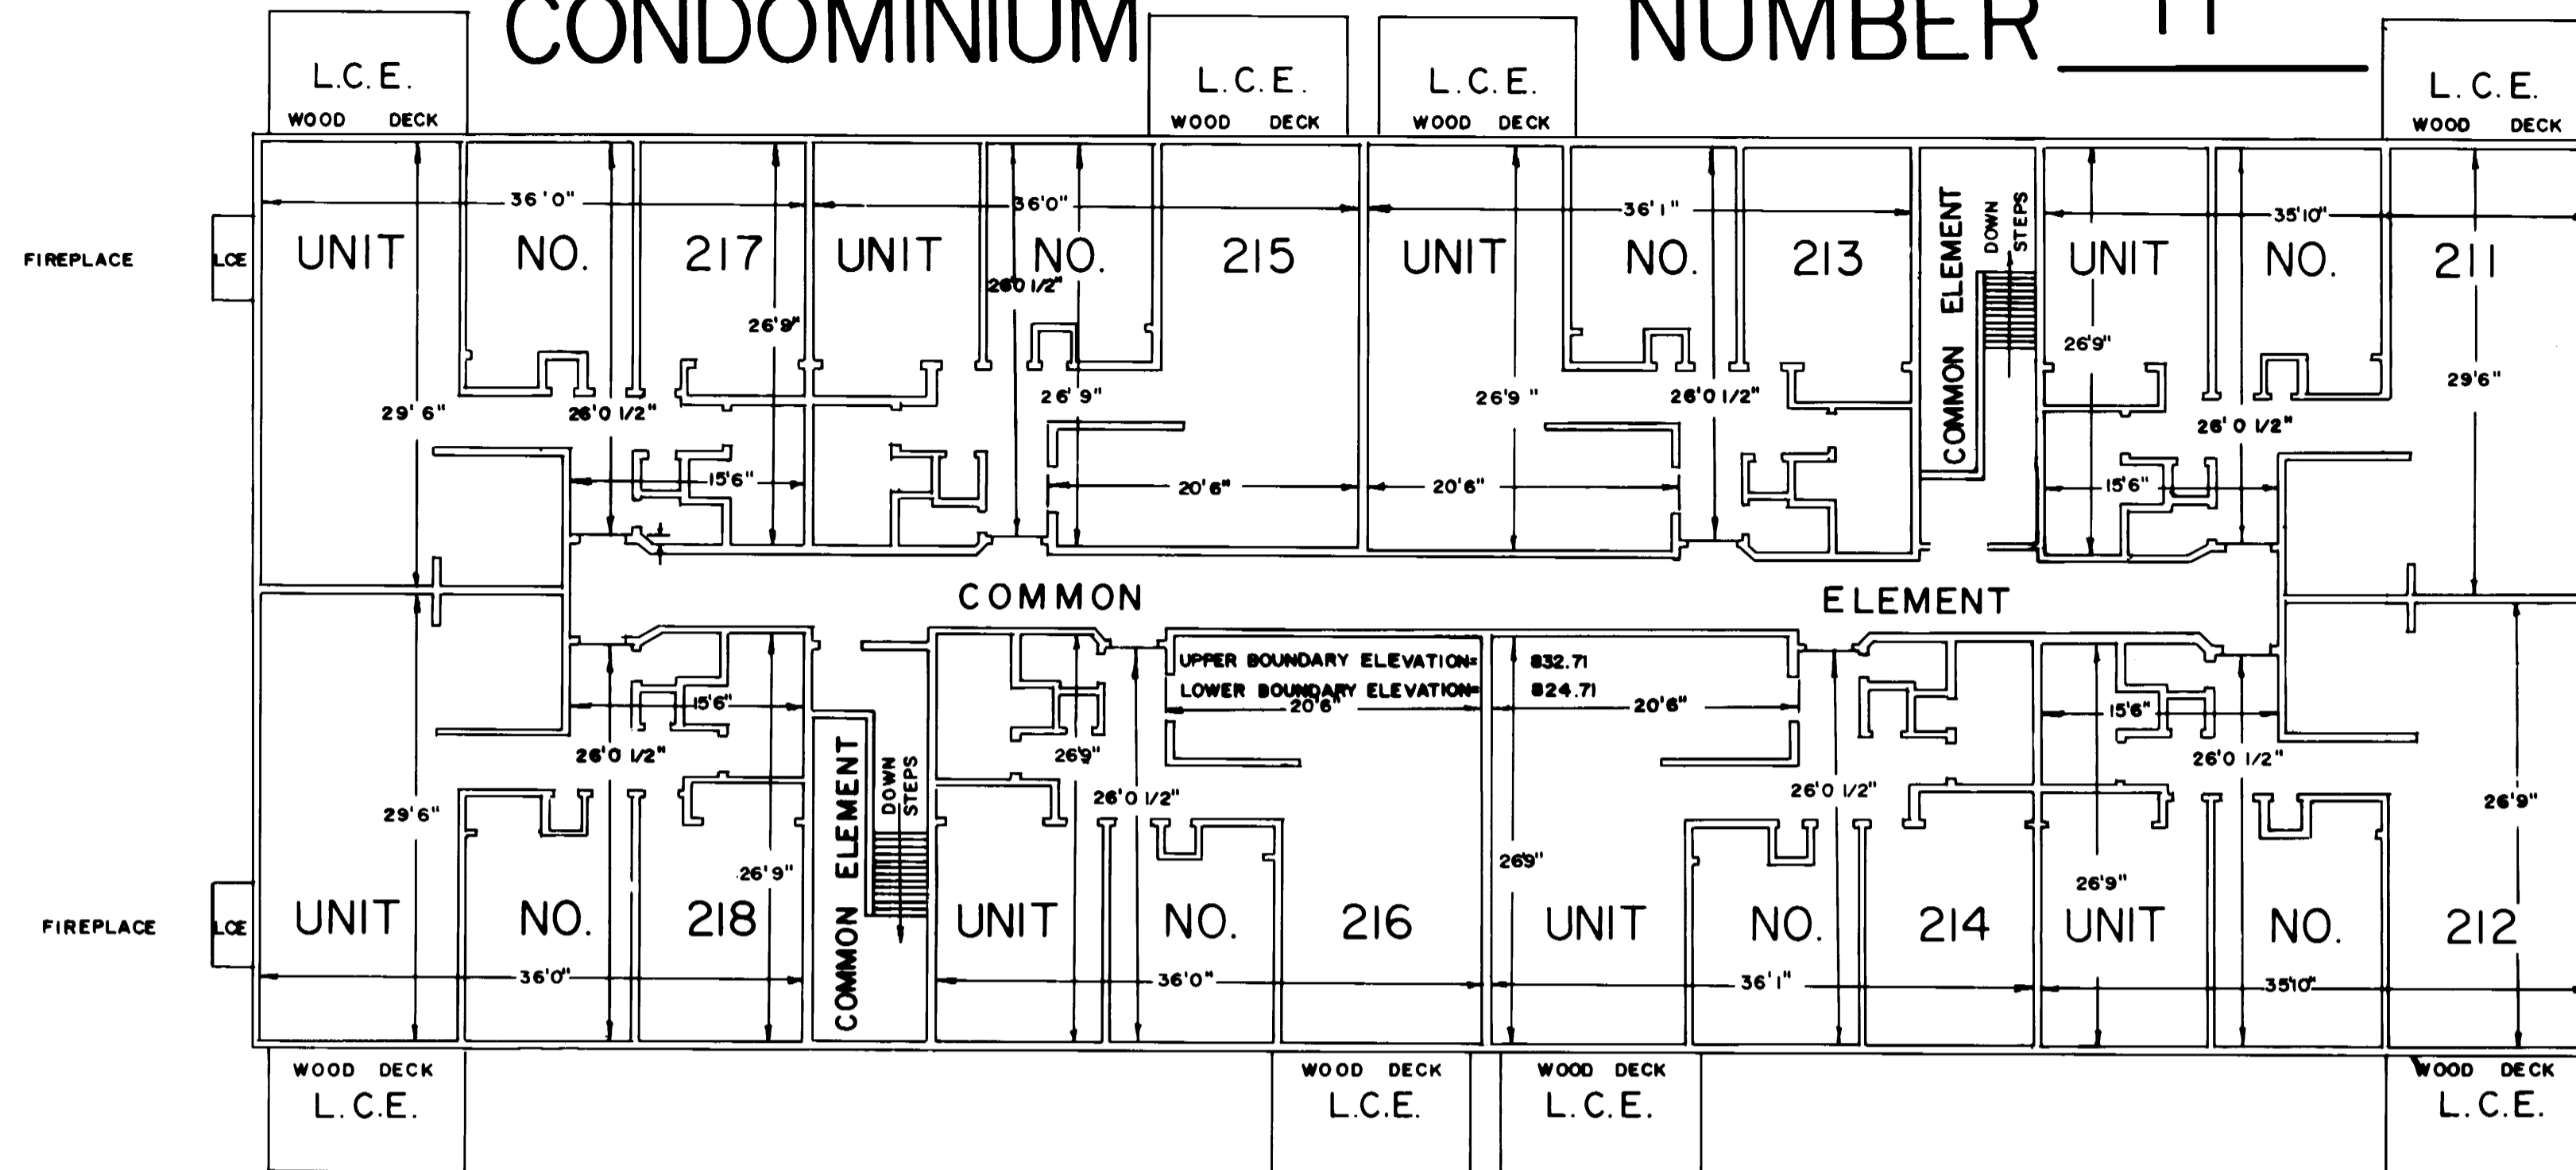 CONDOMINIUM NUMBER
L.C.E. L.C.E. L.C.E. L.C.E.
WOOD DECK WOOD DECK WOOD DECK WOOD DECK
36'0" 36'0" 36'1" 35'10"
FIREPLACE LCE UNIT NO. 217 UNIT NO. 215 UNIT NO. 213 COMMON ELEMENT DOWN STEPS UNIT NO. 211
26'0 1/2"
26'9" 26'9"
29'6" 26'0 1/2" 26'9" 26'9" 26'0 1/2" 26'0 1/2" 29'6"
15'6" 20'6" 20'6" 15'6"
COMMON ELEMENT
UPPER BOUNDARY ELEVATION= 832.71
LOWER BOUNDARY ELEVATION= 824.71
15'6" 20'6" 20'6" 15'6"
26'0 1/2" 26'9" 26'0 1/2" 26'0 1/2" 26'0 1/2"
29'6" 26'9" 26'9" 26'9" 26'9"
FIREPLACE LCE UNIT NO. 218 COMMON ELEMENT DOWN STEPS UNIT NO. 216 UNIT NO. 214 UNIT NO. 212
36'0" 36'0" 36'1" 35'10"
WOOD DECK WOOD DECK WOOD DECK WOOD DECK
L.C.E. L.C.E. L.C.E. L.C.E.